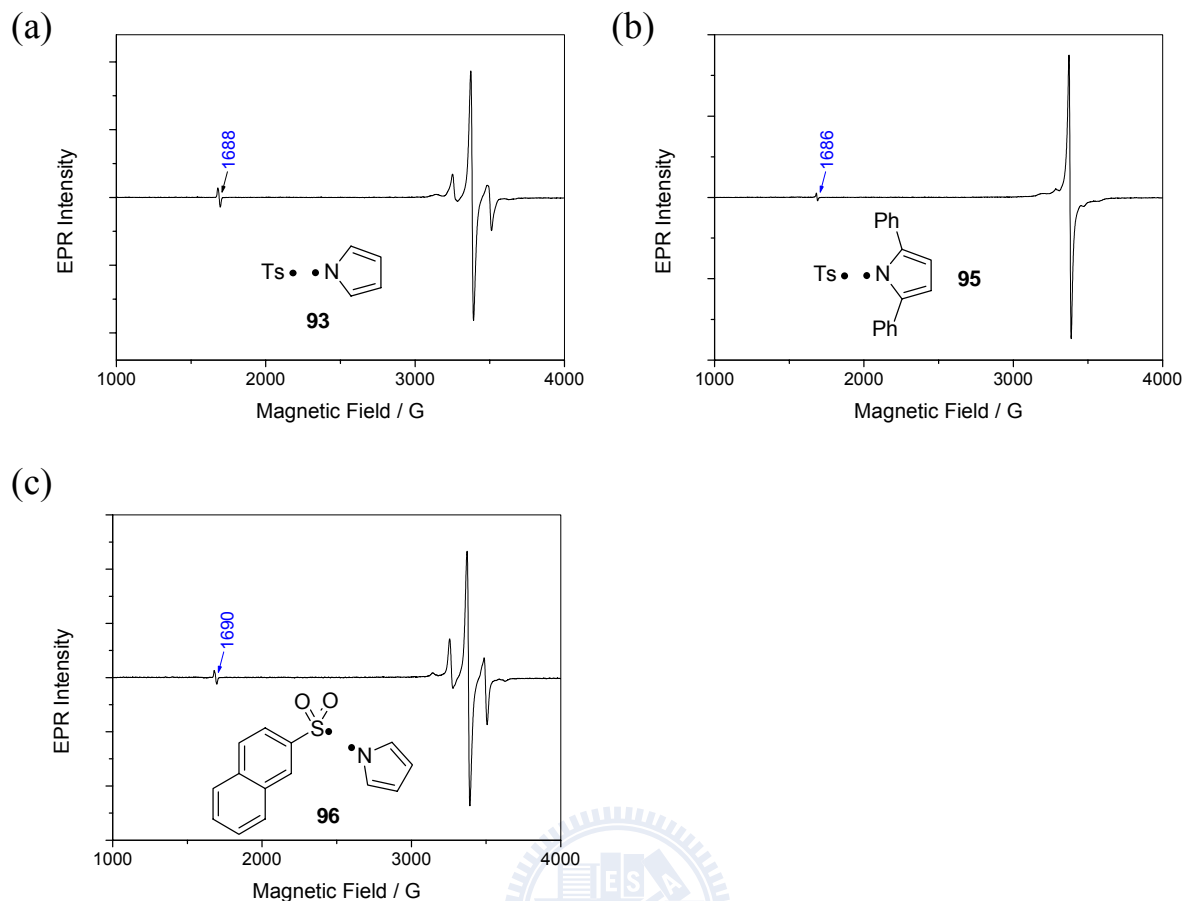 (a)
EPR Intensity
1688
Ts• •N
93
1000 2000 3000 4000
Magnetic Field / G
(b)
EPR Intensity
1686
Ph
Ts• •N
95
Ph
1000 2000 3000 4000
Magnetic Field / G
(c)
EPR Intensity
1690
O O
S• •N
96
1000 2000 3000 4000
Magnetic Field / G
E S A